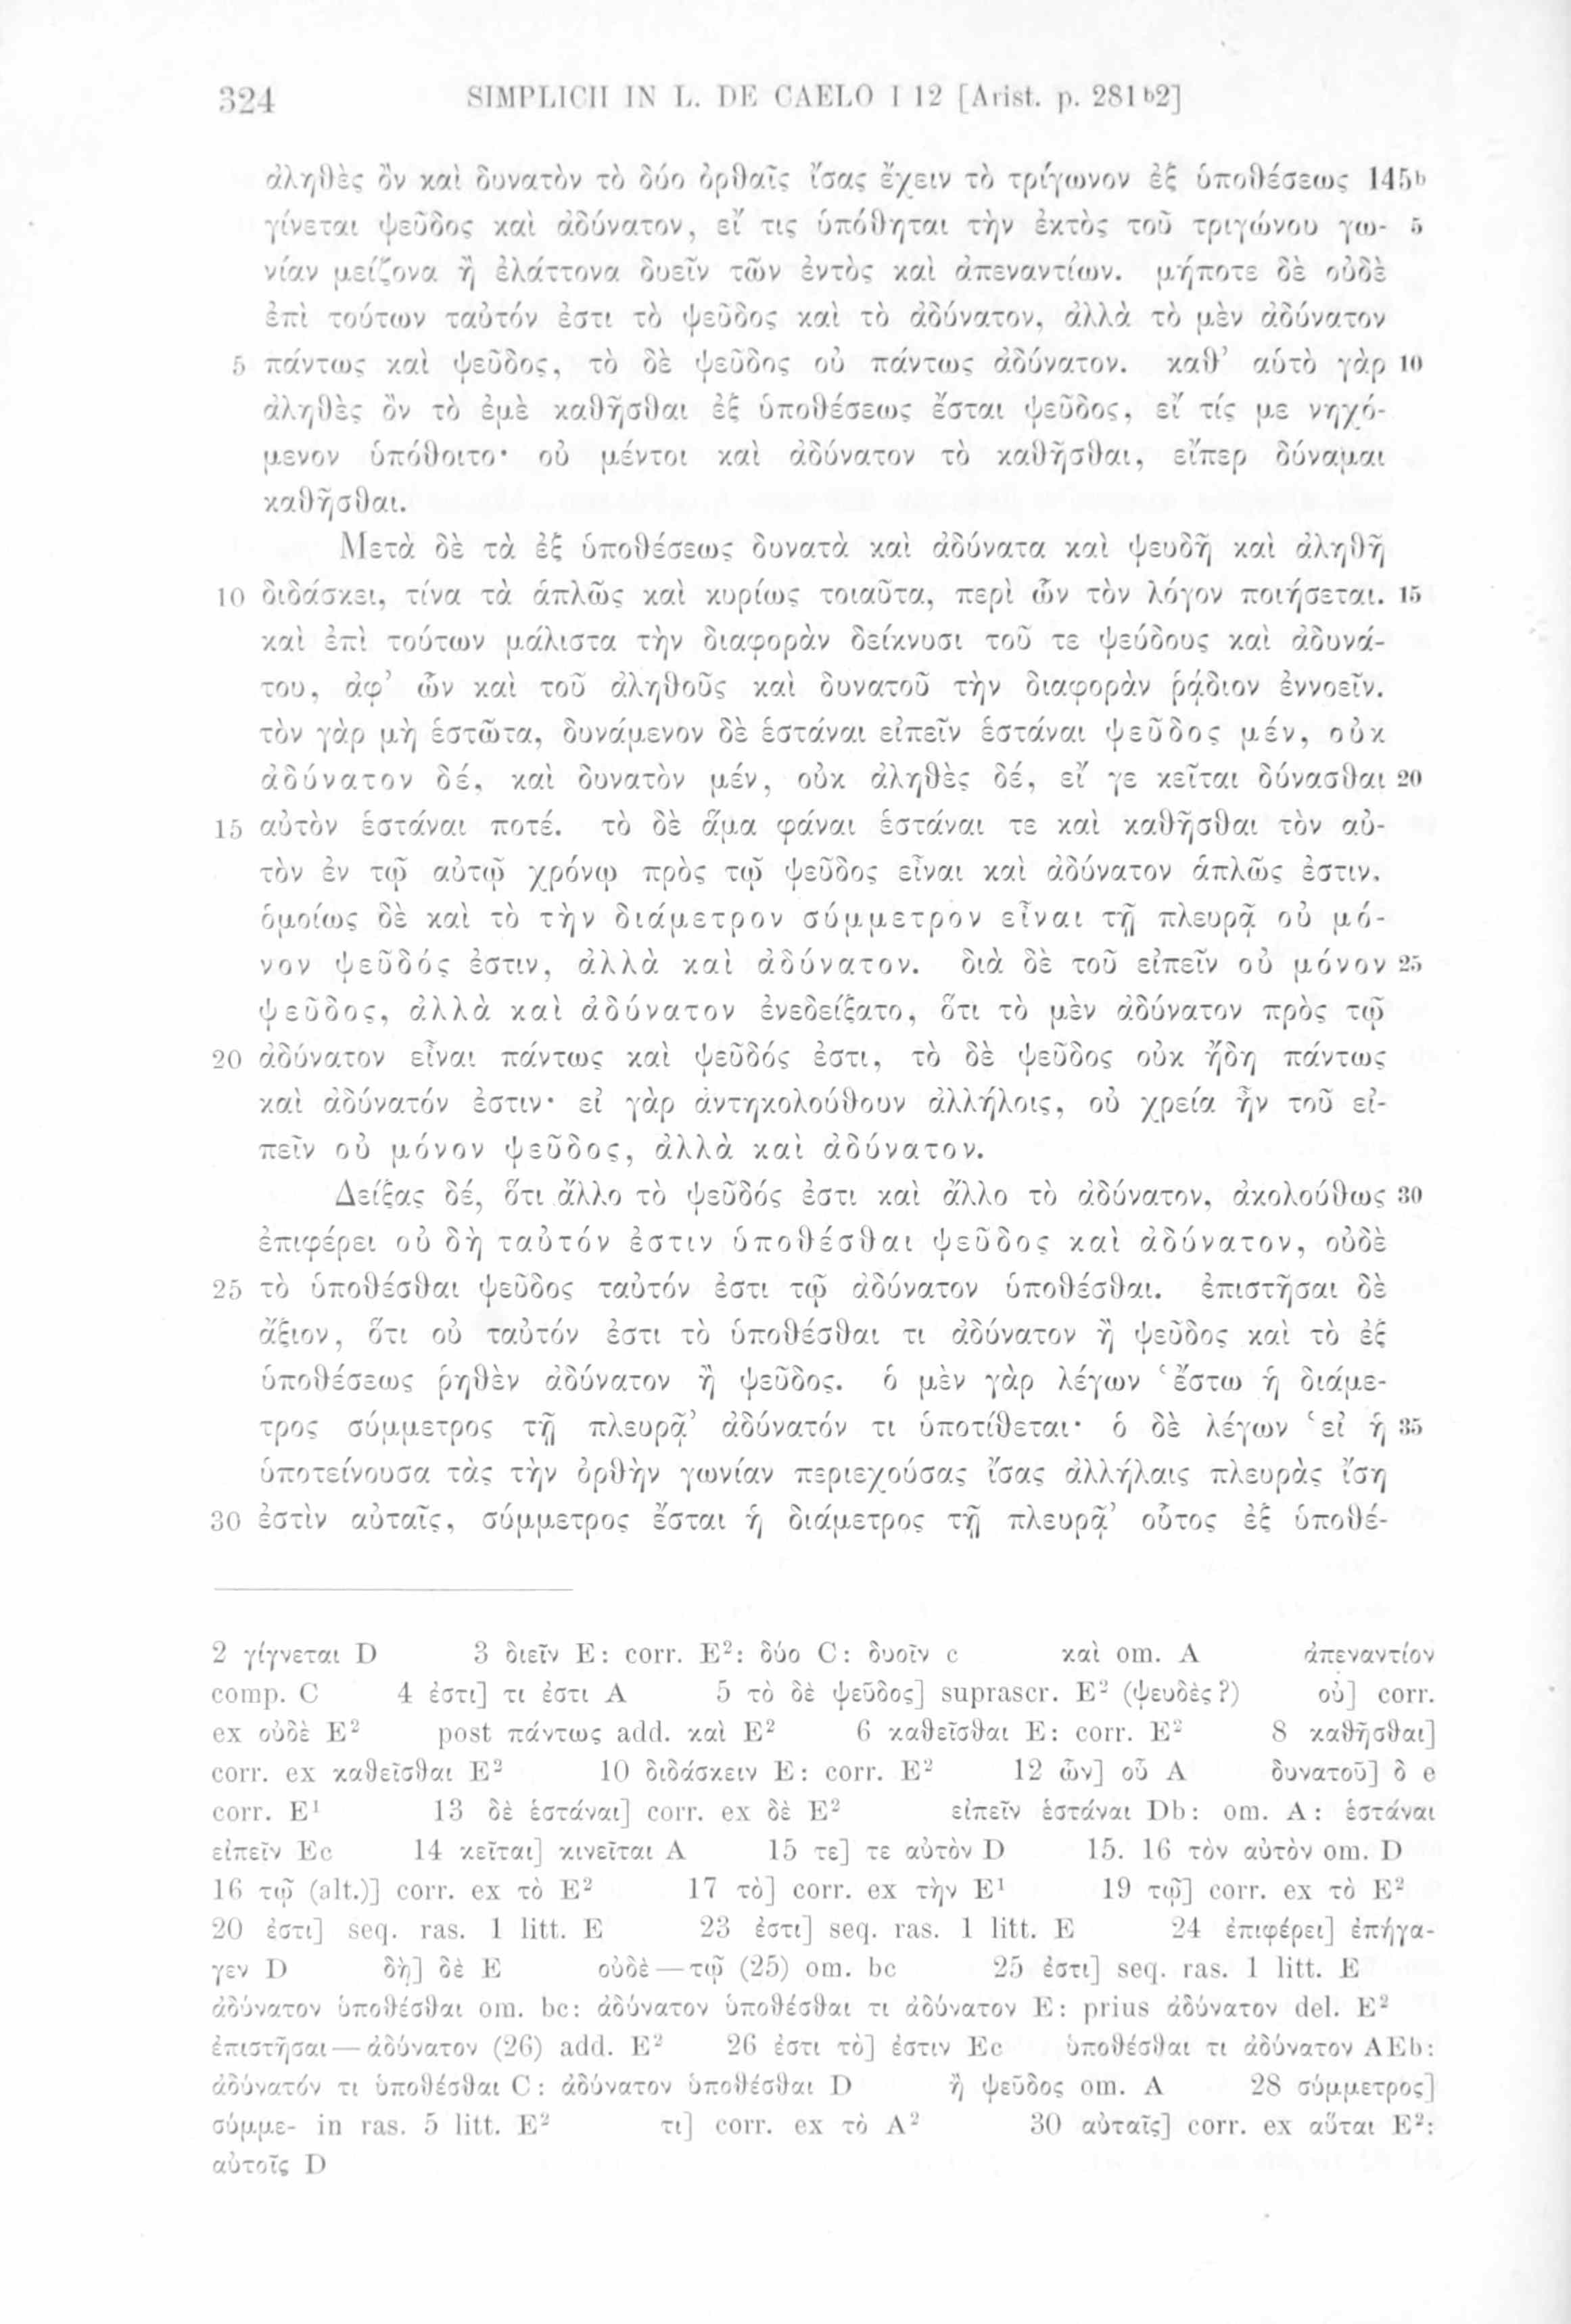 324 SIMPLICII IN L. DE CAELO I 12 [Arist. p. 281b2]
ἀληθὲς ὂν καὶ δυνατὸν τὸ δύο ὀρθαῖς ἴσας ἔχειν τὸ τρίγωνον ἐξ ὑποθέσεως 145b
γίνεται ψεῦδος καὶ ἀδύνατον, εἴ τις ὑπόθηται τὴν ἐκτὸς τοῦ τριγώνου γω- 5
νίαν μείζονα ἢ ἐλάττονα δυεῖν τῶν ἐντὸς καὶ ἀπεναντίων. μήποτε δὲ οὐδὲ
ἐπὶ τούτων ταὐτόν ἐστι τὸ ψεῦδος καὶ τὸ ἀδύνατον, ἀλλὰ τὸ μὲν ἀδύνατον
5 πάντως καὶ ψεῦδος, τὸ δὲ ψεῦδος οὐ πάντως ἀδύνατον. καθ’ αὑτὸ γὰρ 10
ἀληθὲς ὂν τὸ ἐμὲ καθῆσθαι ἐξ ὑποθέσεως ἔσται ψεῦδος, εἴ τίς με νηχό-
μενον ὑπόθοιτο· οὐ μέντοι καὶ ἀδύνατον τὸ καθῆσθαι, εἴπερ δύναμαι
καθῆσθαι.
Μετὰ δὲ τὰ ἐξ ὑποθέσεως δυνατὰ καὶ ἀδύνατα καὶ ψευδῆ καὶ ἀληθῆ
10 διδάσκει, τίνα τὰ ἁπλῶς καὶ κυρίως τοιαῦτα, περὶ ὧν τὸν λόγον ποιήσεται. 15
καὶ ἐπὶ τούτων μάλιστα τὴν διαφορὰν δείκνυσι τοῦ τε ψεύδους καὶ ἀδυνά-
του, ἀφ’ ὧν καὶ τοῦ ἀληθοῦς καὶ δυνατοῦ τὴν διαφορὰν ῥᾴδιον ἐννοεῖν.
τὸν γὰρ μὴ ἑστῶτα, δυνάμενον δὲ ἑστάναι εἰπεῖν ἑστάναι ψεῦδος μέν, οὐκ
ἀδύνατον δέ, καὶ δυνατὸν μέν, οὐκ ἀληθὲς δέ, εἴ γε κεῖται δύνασθαι 20
15 αὐτὸν ἑστάναι ποτέ. τὸ δὲ ἅμα φάναι ἑστάναι τε καὶ καθῆσθαι τὸν αὐ-
τὸν ἐν τῷ αὐτῷ χρόνῳ πρὸς τῷ ψεῦδος εἶναι καὶ ἀδύνατον ἁπλῶς ἐστιν.
ὁμοίως δὲ καὶ τὸ τὴν διάμετρον σύμμετρον εἶναι τῇ πλευρᾷ οὐ μό-
νον ψεῦδός ἐστιν, ἀλλὰ καὶ ἀδύνατον. διὰ δὲ τοῦ εἰπεῖν οὐ μόνον 25
ψεῦδος, ἀλλὰ καὶ ἀδύνατον ἐνεδείξατο, ὅτι τὸ μὲν ἀδύνατον πρὸς τῷ
20 ἀδύνατον εἶναι πάντως καὶ ψεῦδός ἐστι, τὸ δὲ ψεῦδος οὐκ ἤδη πάντως
καὶ ἀδύνατόν ἐστιν· εἰ γὰρ ἀντηκολούθουν ἀλλήλοις, οὐ χρεία ἦν τοῦ εἰ-
πεῖν οὐ μόνον ψεῦδος, ἀλλὰ καὶ ἀδύνατον.
Δείξας δέ, ὅτι ἄλλο τὸ ψεῦδός ἐστι καὶ ἄλλο τὸ ἀδύνατον, ἀκολούθως 30
ἐπιφέρει οὐ δὴ ταὐτόν ἐστιν ὑποθέσθαι ψεῦδος καὶ ἀδύνατον, οὐδὲ
25 τὸ ὑποθέσθαι ψεῦδος ταὐτόν ἐστι τῷ ἀδύνατον ὑποθέσθαι. ἐπιστῆσαι δὲ
ἄξιον, ὅτι οὐ ταὐτόν ἐστι τὸ ὑποθέσθαι τι ἀδύνατον ἢ ψεῦδος καὶ τὸ ἐξ
ὑποθέσεως ῥηθὲν ἀδύνατον ἢ ψεῦδος. ὁ μὲν γὰρ λέγων ‘ἔστω ἡ διάμε-
τρος σύμμετρος τῇ πλευρᾷ’ ἀδύνατόν τι ὑποτίθεται· ὁ δὲ λέγων ‘εἰ ἡ 35
ὑποτείνουσα τὰς τὴν ὀρθὴν γωνίαν περιεχούσας ἴσας ἀλλήλαις πλευρὰς ἴση
30 ἐστὶν αὐταῖς, σύμμετρος ἔσται ἡ διάμετρος τῇ πλευρᾷ’ οὗτος ἐξ ὑποθέ-
2 γίγνεται D 3 διεῖν E: corr. E²: δύο C: δυοῖν c καὶ om. A ἀπεναντίον
comp. C 4 ἐστι] τι ἐστι A 5 τὸ δὲ ψεῦδος] suprascr. E² (ψευδὲς?) οὐ] corr.
ex οὐδὲ E² post πάντως add. καὶ E² 6 καθεῖσθαι E: corr. E² 8 καθῆσθαι]
corr. ex καθεῖσθαι E² 10 διδάσκειν E: corr. E² 12 ὧν] οὗ A δυνατοῦ] δ e
corr. E¹ 13 δὲ ἑστάναι] corr. ex δὲ E² εἰπεῖν ἑστάναι Db: om. A: ἑστάναι
εἰπεῖν Ec 14 κεῖται] κινεῖται A 15 τε] τε αὐτὸν D 15. 16 τὸν αὐτὸν om. D
16 τῷ (alt.)] corr. ex τὸ E² 17 τὸ] corr. ex τὴν E¹ 19 τῷ] corr. ex τὸ E²
20 ἐστι] seq. ras. 1 litt. E 23 ἐστι] seq. ras. 1 litt. E 24 ἐπιφέρει] ἐπήγα-
γεν D δὴ] δὲ E οὐδὲ — τῷ (25) om. bc 25 ἐστι] seq. ras. 1 litt. E
ἀδύνατον ὑποθέσθαι om. bc: ἀδύνατον ὑποθέσθαι τι ἀδύνατον E: prius ἀδύνατον del. E²
ἐπιστῆσαι — ἀδύνατον (26) add. E² 26 ἐστι τὸ] ἐστιν Ec ὑποθέσθαι τι ἀδύνατον AEb:
ἀδύνατόν τι ὑποθέσθαι C: ἀδύνατον ὑποθέσθαι D ἢ ψεῦδος om. A 28 σύμμετρος]
σύμμε- in ras. 5 litt. E² τι] corr. ex τὸ A² 30 αὐταῖς] corr. ex αὗται E²:
αὐτοῖς D